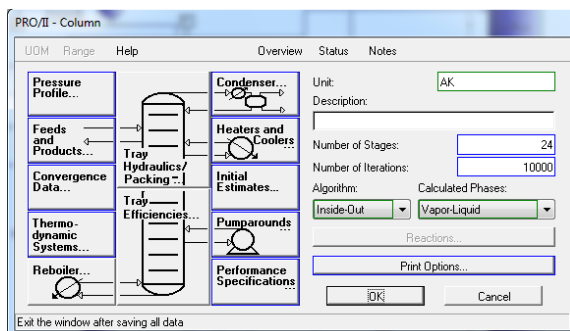 PRO/II - Column
UOM Range Help Overview Status Notes
Pressure
Profile...
Feeds
and
Products...
Convergence
Data...
Thermo-
dynamic
Systems...
Reboiler...
Tray
Hydraulics/
Packing ...
Tray
Efficiencies...
Condenser...
Heaters and
Coolers
...
Initial
Estimates...
Pumparounds
...
Performance
Specifications
...
Unit: AK
Description:
Number of Stages: 24
Number of Iterations: 10000
Algorithm: Calculated Phases:
Inside-Out Vapor-Liquid
Reactions...
Print Options...
OK Cancel
Exit the window after saving all data